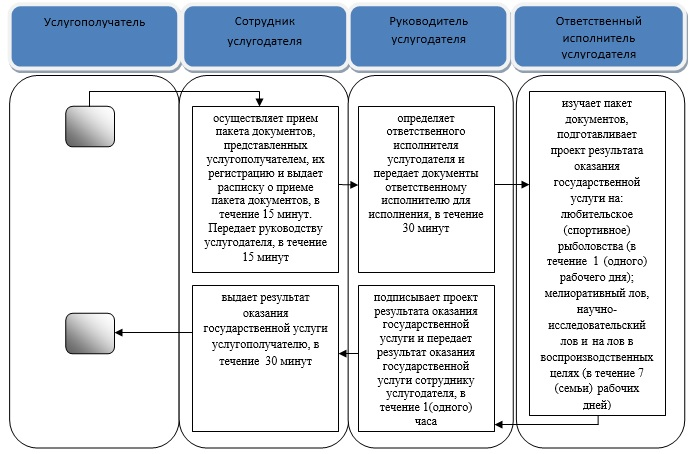 Услугополучатель
Сотрудник
услугодателя
Руководитель
услугодателя
Ответственный
исполнитель
услугодателя
осуществляет прием
пакета документов,
представленных
услугополучателем, их
регистрацию и выдает
расписку о приеме
пакета документов, в
течение 15 минут.
Передает руководству
услугодателя, в течение
15 минут
определяет
ответственного
исполнителя
услугодателя и
передает документы
ответственному
исполнителю для
исполнения, в течение
30 минут
изучает пакет
документов,
подготавливает
проект результата
оказания
государственной
услуги на:
любительское
(спортивное)
рыболовства (в
течение 1 (одного)
рабочего дня);
мелиоративный лов,
научно-
исследовательский
лов и на лов в
воспроизводственных
целях (в течение 7
(семьи) рабочих
дней)
выдает результат
оказания
государственной услуги
услугополучателю, в
течение 30 минут
подписывает проект
результата оказания
государственной
услуги и передает
результат оказания
государственной
услуги сотруднику
услугодателя, в
течение 1(одного)
часа